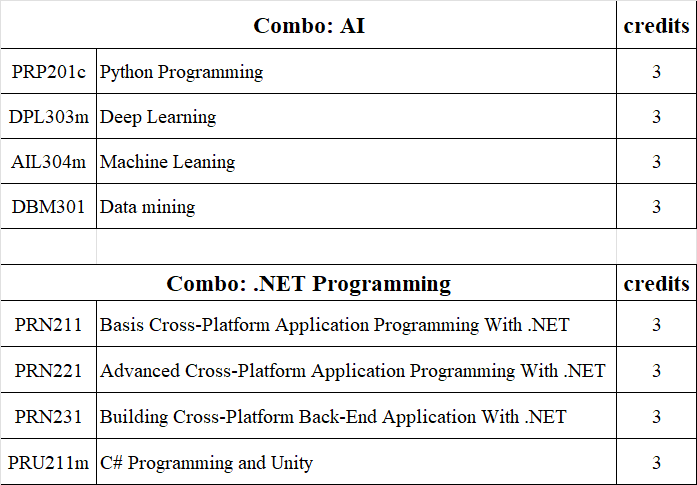 Combo: AI credits
PRP201c Python Programming 3
DPL303m Deep Learning 3
AIL304m Machine Leaning 3
DBM301 Data mining 3
Combo: .NET Programming credits
PRN211 Basis Cross-Platform Application Programming With .NET 3
PRN221 Advanced Cross-Platform Application Programming With .NET 3
PRN231 Building Cross-Platform Back-End Application With .NET 3
PRU211m C# Programming and Unity 3